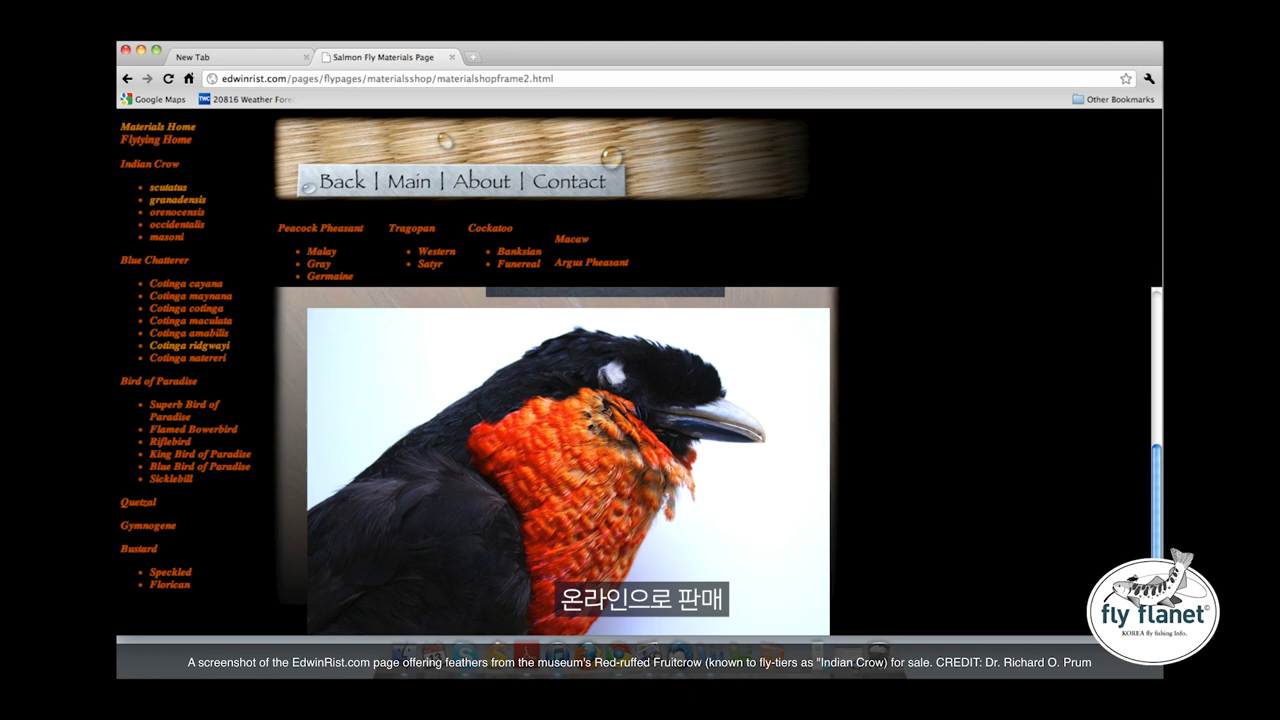 New Tab
Salmon Fly Materials Page
edwinrist.com/pages/flypages/materialsshop/materialshopframe2.html
Google Maps
20816 Weather Fore
Other Bookmarks
Materials Home
Flytying Home
Indian Crow
scutatus
granadensis
orenocensis
occidentalis
masoni
Blue Chatterer
Cotinga cayana
Cotinga maynana
Cotinga cotinga
Cotinga maculata
Cotinga amabilis
Cotinga ridgwayi
Cotinga natereri
Bird of Paradise
Superb Bird of
Paradise
Flamed Bowerbird
Riflebird
King Bird of Paradise
Blue Bird of Paradise
Sicklebill
Quetzal
Gymnogene
Bustard
Speckled
Florican
Back | Main | About | Contact
Peacock Pheasant
Malay
Gray
Germaine
Tragopan
Western
Satyr
Cockatoo
Banksian
Funereal
Macaw
Argus Pheasant
온라인으로 판매
fly flanet©
KOREA fly fishing Info.
A screenshot of the EdwinRist.com page offering feathers from the museum's Red-ruffed Fruitcrow (known to fly-tiers as "Indian Crow) for sale. CREDIT: Dr. Richard O. Prum